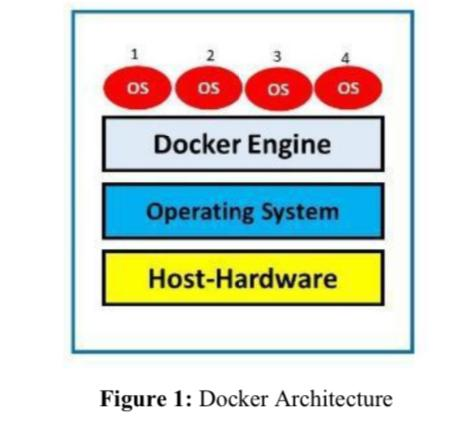 1 2 3 4
OS OS OS OS
Docker Engine
Operating System
Host-Hardware
Figure 1: Docker Architecture